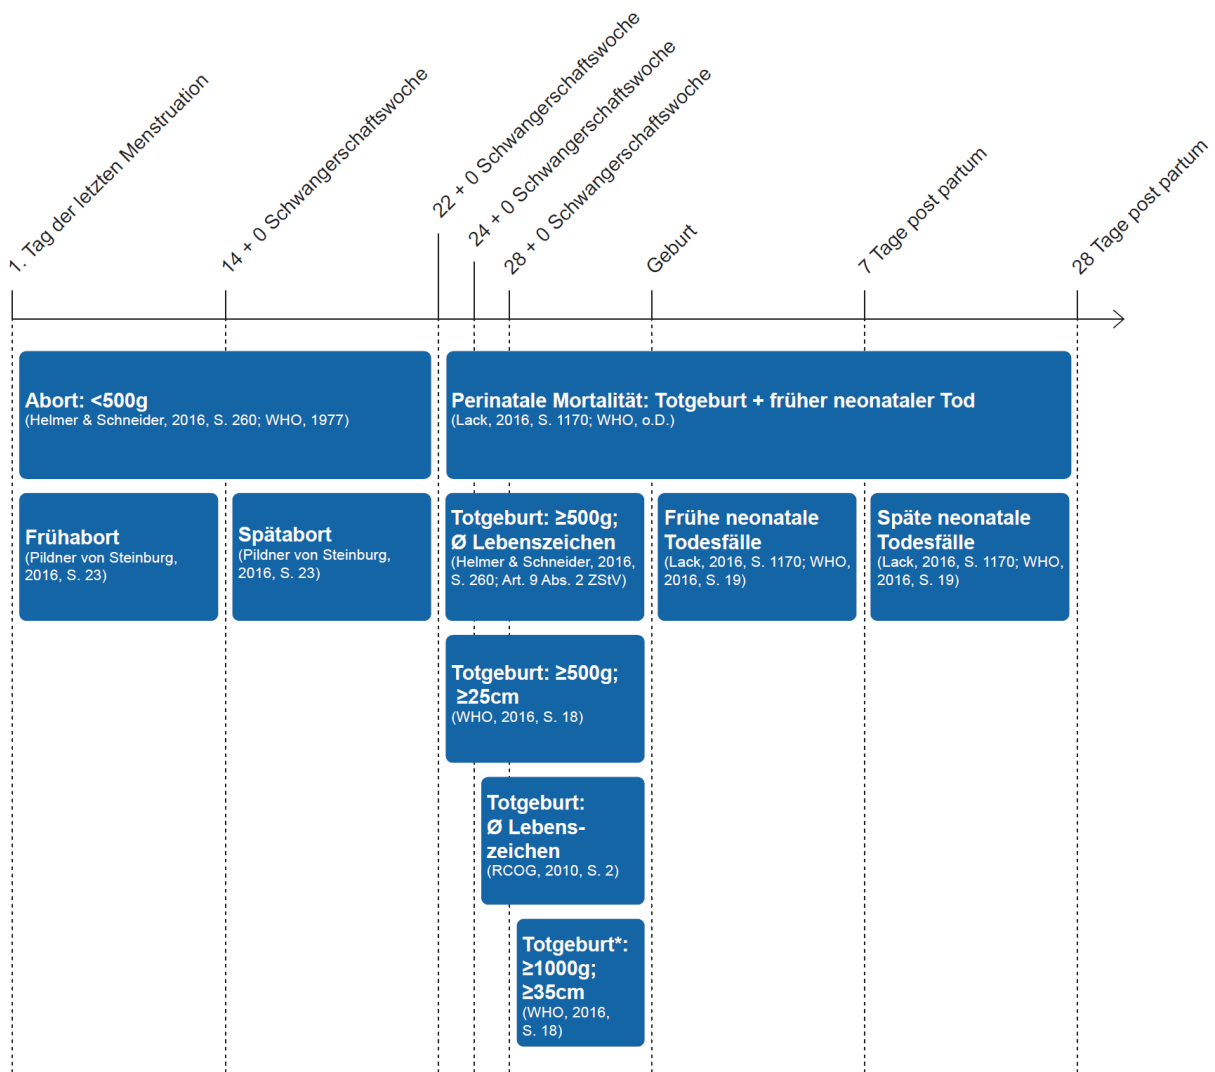 1. Tag der letzten Menstruation
14 + 0 Schwangerschaftswoche
22 + 0 Schwangerschaftswoche
24 + 0 Schwangerschaftswoche
28 + 0 Schwangerschaftswoche
Geburt
7 Tage post partum
28 Tage post partum
Abort: <500g
(Helmer & Schneider, 2016, S. 260; WHO, 1977)
Perinatale Mortalität: Totgeburt + früher neonataler Tod
(Lack, 2016, S. 1170; WHO, o.D.)
Frühabort
(Pildner von Steinburg,
2016, S. 23)
Spätabort
(Pildner von Steinburg,
2016, S. 23)
Totgeburt: ≥500g;
Ø Lebenszeichen
(Helmer & Schneider, 2016,
S. 260; Art. 9 Abs. 2 ZStV)
Frühe neonatale
Todesfälle
(Lack, 2016, S. 1170; WHO,
2016, S. 19)
Späte neonatale
Todesfälle
(Lack, 2016, S. 1170; WHO,
2016, S. 19)
Totgeburt: ≥500g;
≥25cm
(WHO, 2016, S. 18)
Totgeburt:
Ø Lebens-
zeichen
(RCOG, 2010, S. 2)
Totgeburt*:
≥1000g;
≥35cm
(WHO, 2016,
S. 18)